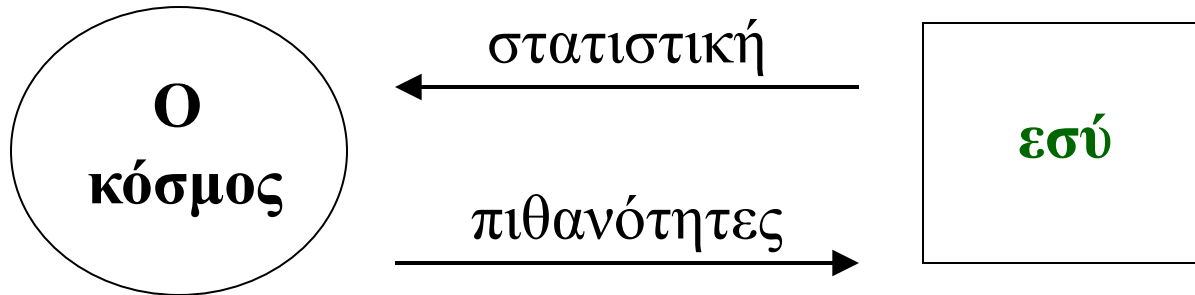 στατιστική
Ο
κόσμος
εσύ
πιθανότητες